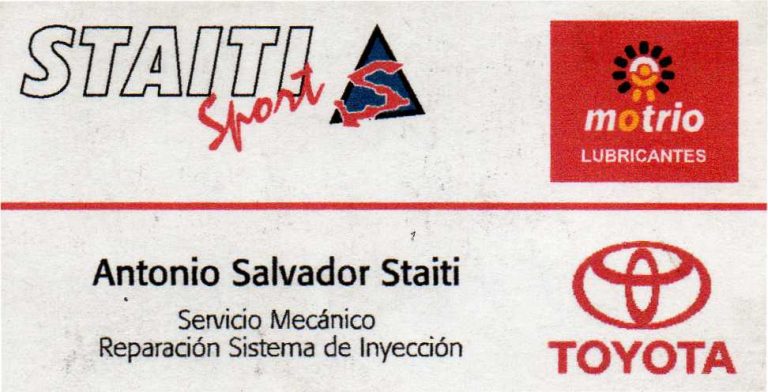 STAITI
Sport
S
motrio
LUBRICANTES
Antonio Salvador Staiti
Servicio Mecánico
Reparación Sistema de Inyección
TOYOTA